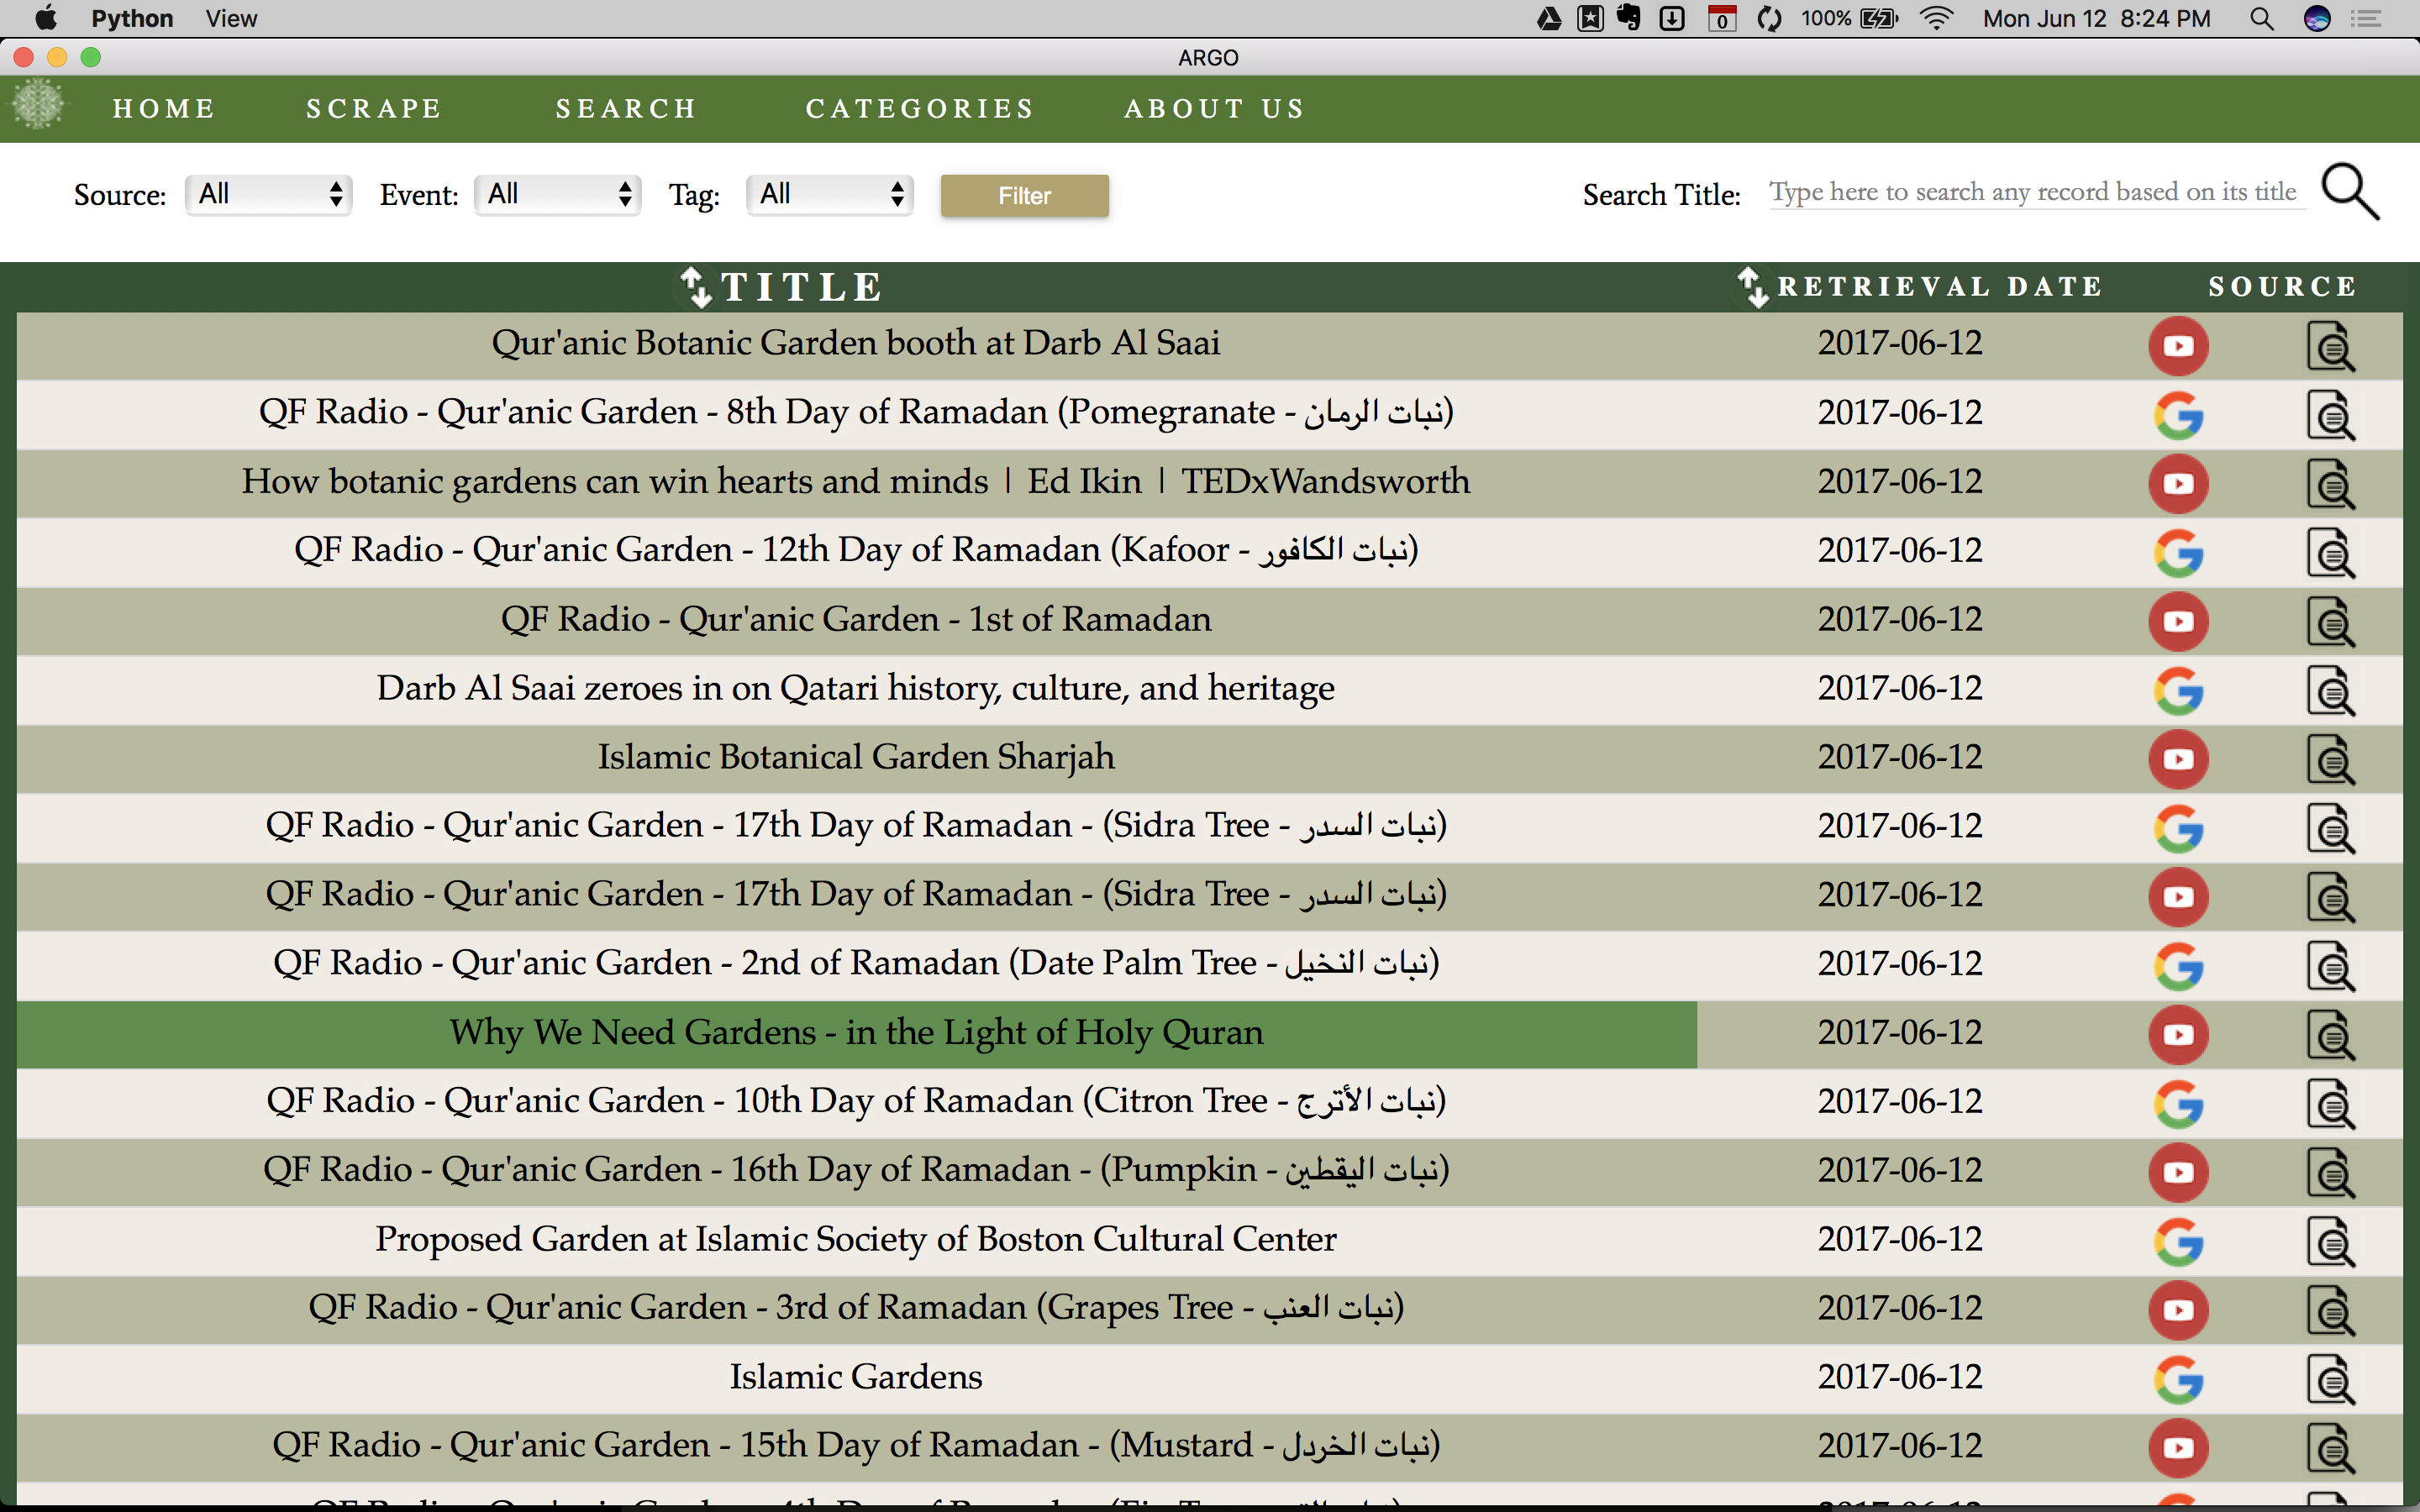 Python View 100% Mon Jun 12 8:24 PM
ARGO
HOME SCRAPE SEARCH CATEGORIES ABOUT US
Source: All Event: All Tag: All Filter Search Title: Type here to search any record based on its title
TITLE RETRIEVAL DATE SOURCE
Qur'anic Botanic Garden booth at Darb Al Saai 2017-06-12
QF Radio - Qur'anic Garden - 8th Day of Ramadan (Pomegranate - نبات الرمان) 2017-06-12
How botanic gardens can win hearts and minds | Ed Ikin | TEDxWandsworth 2017-06-12
QF Radio - Qur'anic Garden - 12th Day of Ramadan (Kafoor - نبات الكافور) 2017-06-12
QF Radio - Qur'anic Garden - 1st of Ramadan 2017-06-12
Darb Al Saai zeroes in on Qatari history, culture, and heritage 2017-06-12
Islamic Botanical Garden Sharjah 2017-06-12
QF Radio - Qur'anic Garden - 17th Day of Ramadan - (Sidra Tree - نبات السدر) 2017-06-12
QF Radio - Qur'anic Garden - 17th Day of Ramadan - (Sidra Tree - نبات السدر) 2017-06-12
QF Radio - Qur'anic Garden - 2nd of Ramadan (Date Palm Tree - نبات النخيل) 2017-06-12
Why We Need Gardens - in the Light of Holy Quran 2017-06-12
QF Radio - Qur'anic Garden - 10th Day of Ramadan (Citron Tree - نبات الأترج) 2017-06-12
QF Radio - Qur'anic Garden - 16th Day of Ramadan - (Pumpkin - نبات اليقطين) 2017-06-12
Proposed Garden at Islamic Society of Boston Cultural Center 2017-06-12
QF Radio - Qur'anic Garden - 3rd of Ramadan (Grapes Tree - نبات العنب) 2017-06-12
Islamic Gardens 2017-06-12
QF Radio - Qur'anic Garden - 15th Day of Ramadan - (Mustard - نبات الخردل) 2017-06-12